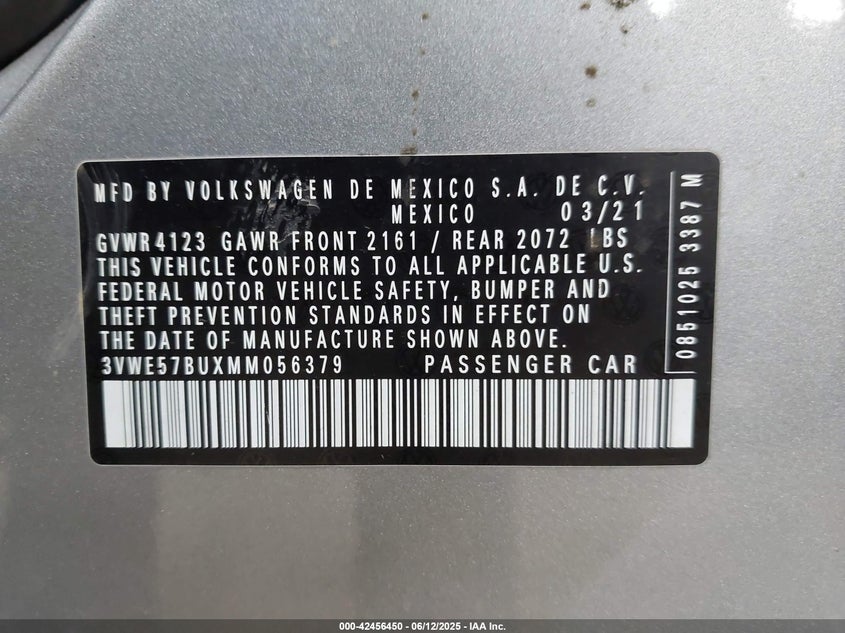 MFD BY VOLKSWAGEN DE MEXICO S.A. DE C.V.
MEXICO 03/21
GVWR4123 GAWR FRONT 2161 / REAR 2072 LBS
THIS VEHICLE CONFORMS TO ALL APPLICABLE U.S.
FEDERAL MOTOR VEHICLE SAFETY, BUMPER AND
THEFT PREVENTION STANDARDS IN EFFECT ON
THE DATE OF MANUFACTURE SHOWN ABOVE.
3VWE57BUXMM056379 PASSENGER CAR
0851025 3387 M
000-42456450 - 06/12/2025 - IAA Inc.